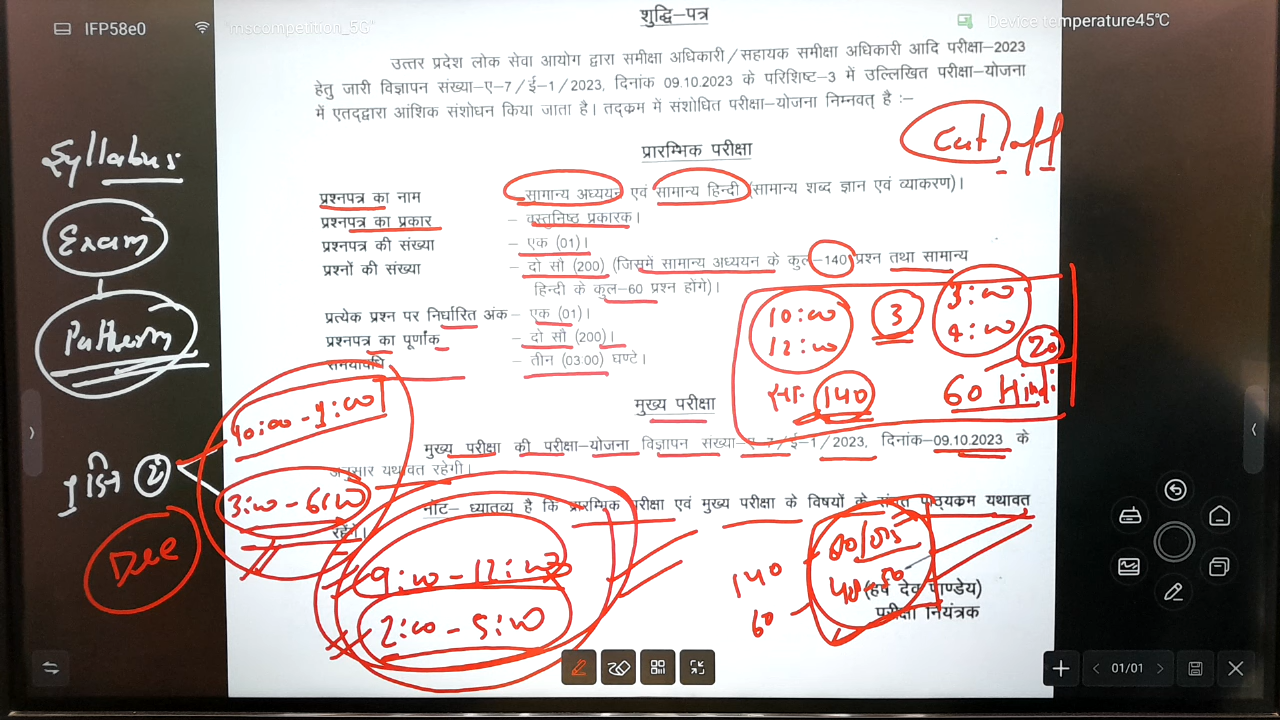 IFP58e0
"mscompetition_5G"
Device temperature45℃
शुद्धि–पत्र
उत्तर प्रदेश लोक सेवा आयोग द्वारा समीक्षा अधिकारी/सहायक समीक्षा अधिकारी आदि परीक्षा–2023
हेतु जारी विज्ञापन संख्या–ए–7/ई–1/2023, दिनांक 09.10.2023 के परिशिष्ट–3 में उल्लिखित परीक्षा–योजना
में एतद्द्वारा आंशिक संशोधन किया जाता है। तद्क्रम में संशोधित परीक्षा–योजना निम्नवत् है :–
Cut off
Syllabus
Exam
प्रारम्भिक परीक्षा
प्रश्नपत्र का नाम सामान्य अध्ययन एवं सामान्य हिन्दी (सामान्य शब्द ज्ञान एवं व्याकरण)।
प्रश्नपत्र का प्रकार – वस्तुनिष्ठ प्रकारक।
प्रश्नपत्र की संख्या – एक (01)।
प्रश्नों की संख्या – दो सौ (200) (जिसमें सामान्य अध्ययन के कुल–140 प्रश्न तथा सामान्य
हिन्दी के कुल–60 प्रश्न होंगे)।
प्रत्येक प्रश्न पर निर्धारित अंक – एक (01)।
प्रश्नपत्र का पूर्णांक – दो सौ (200)।
समयावधि – तीन (03:00) घण्टे।
10:00
12:00
3
3:00
4:00
20
140
60 Hindi
मुख्य परीक्षा
मुख्य परीक्षा की परीक्षा–योजना विज्ञापन संख्या–ए–7/ई–1/2023, दिनांक–09.10.2023 के
अनुसार यथावत रहेगी।
3:00 – 6:00
नोट– ध्यातव्य है कि प्रारम्भिक परीक्षा एवं मुख्य परीक्षा के विषयों के संगत पाठ्यक्रम यथावत
रहेंगे।
Dec
9:00 – 12:00
2:00 – 5:00
140
60
(हर्ष देव पाण्डेय)
परीक्षा नियंत्रक
01/01